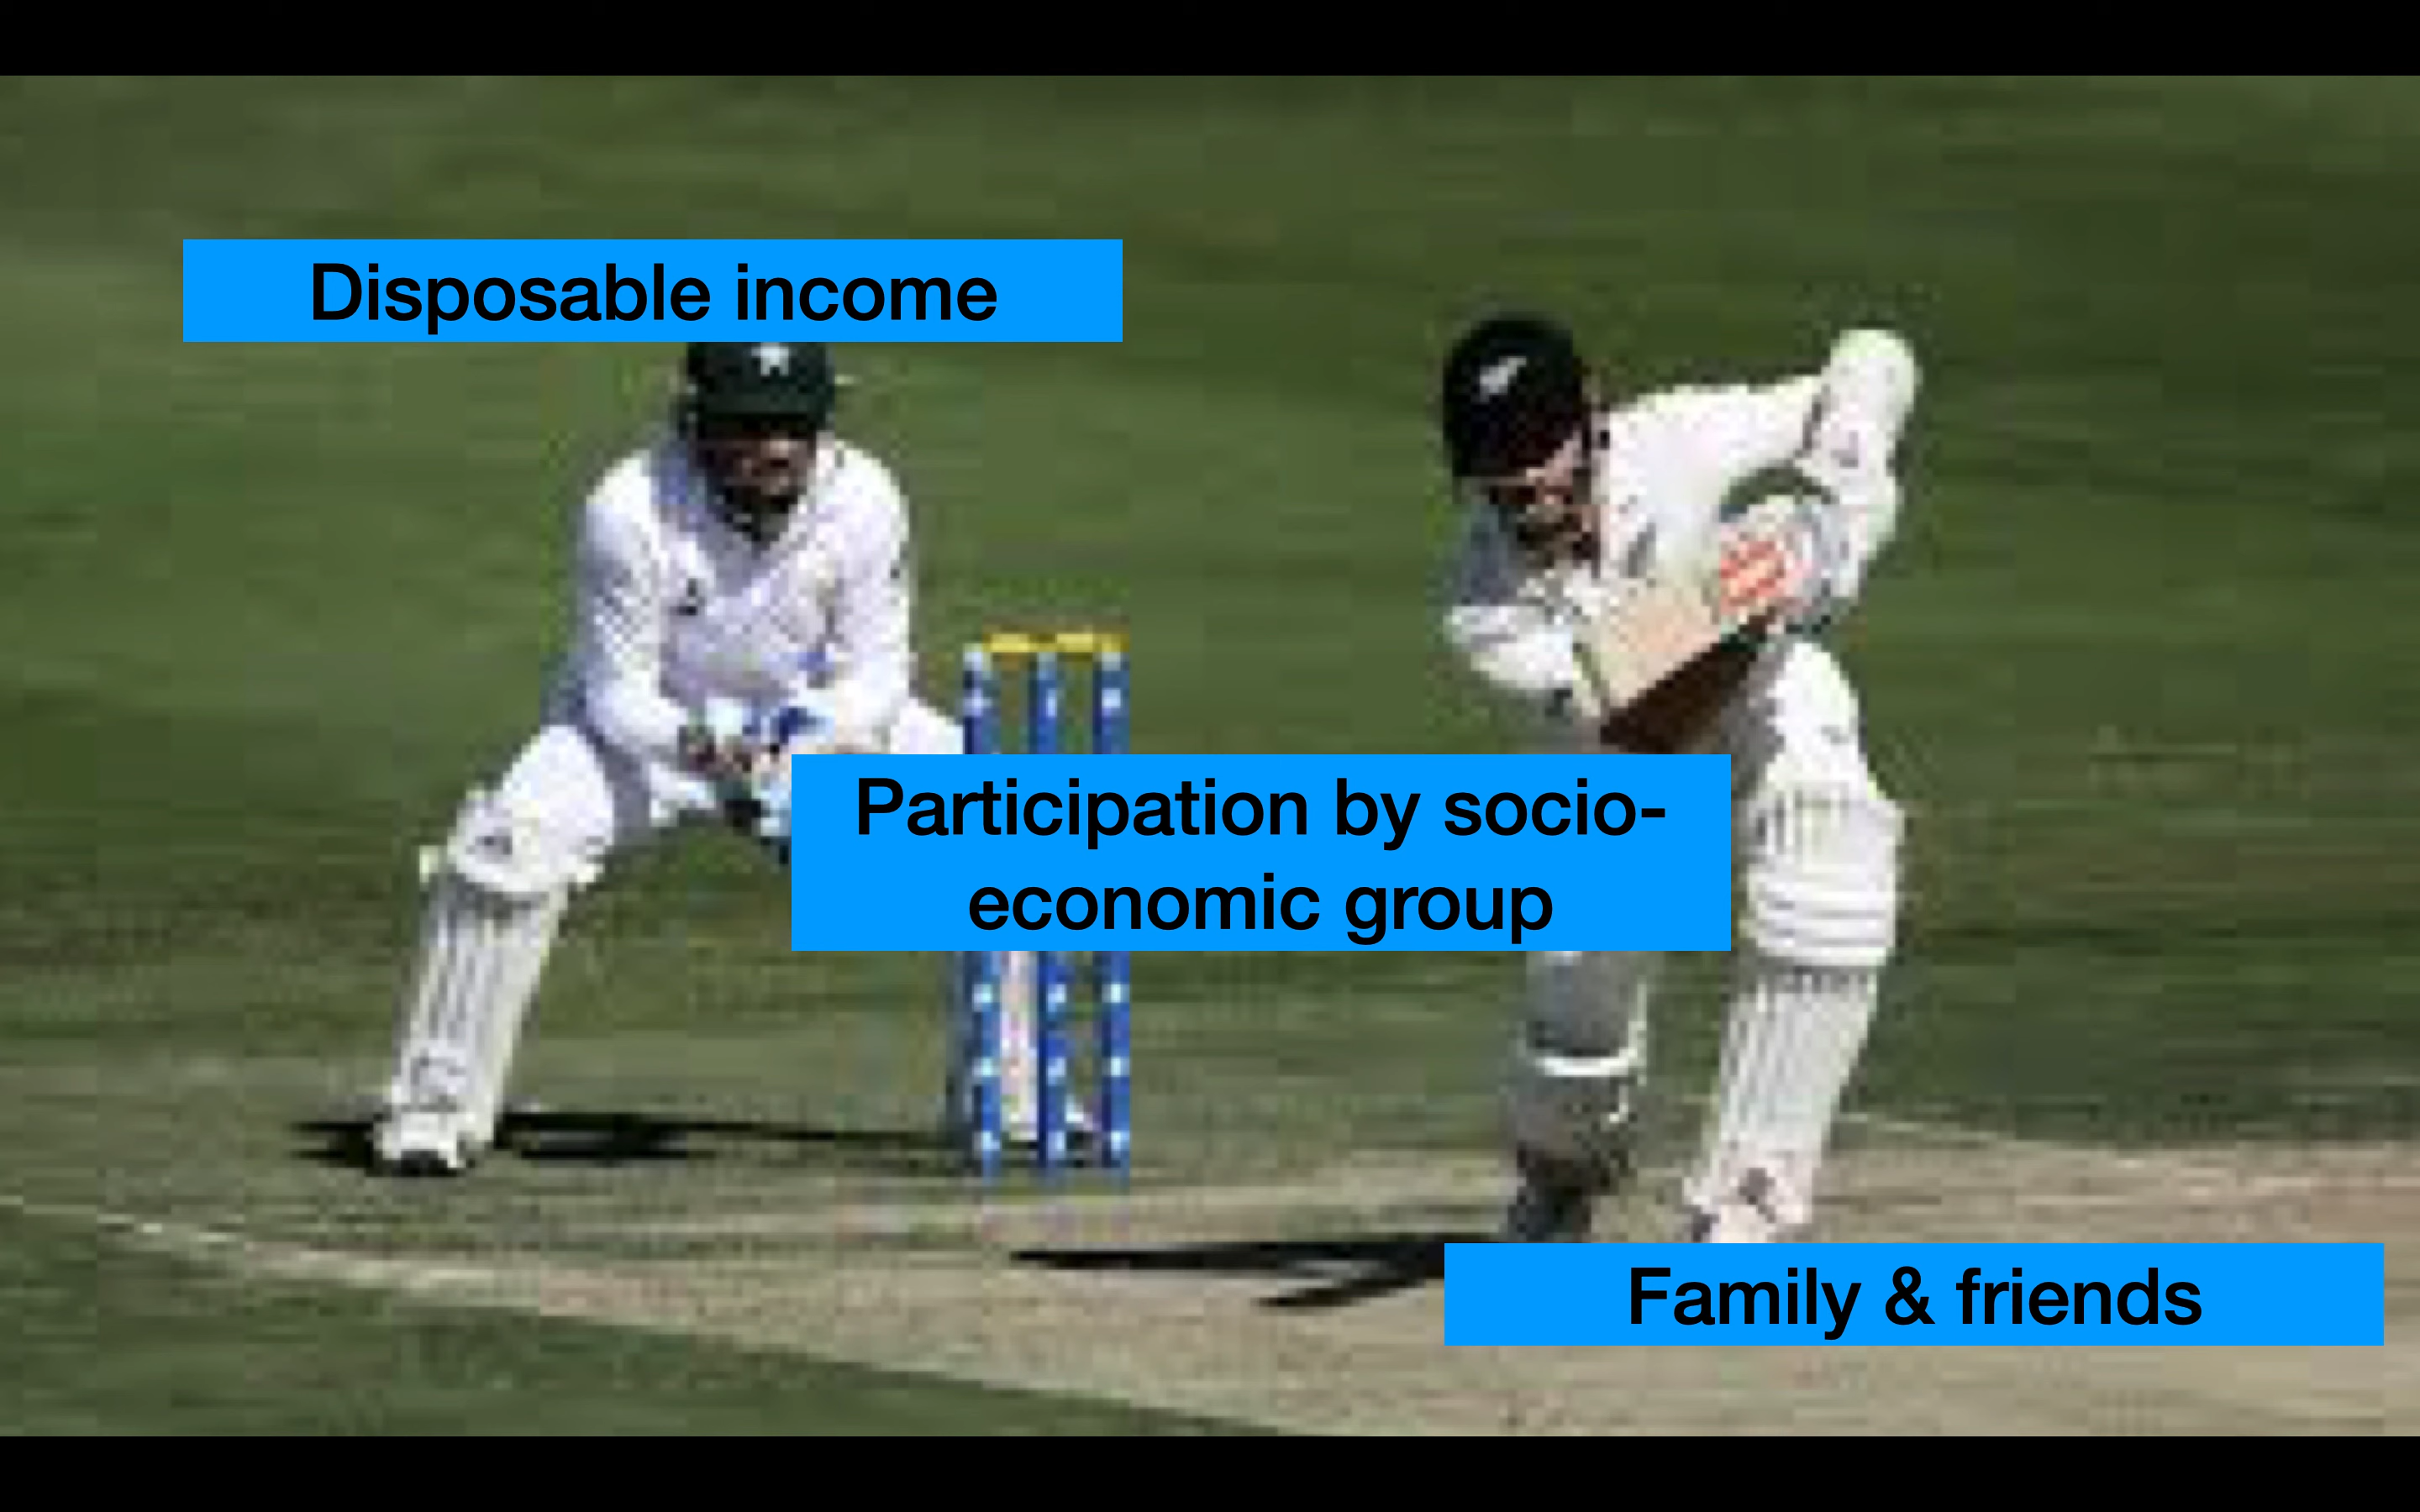 Disposable income
Participation by socio-
economic group
Family & friends